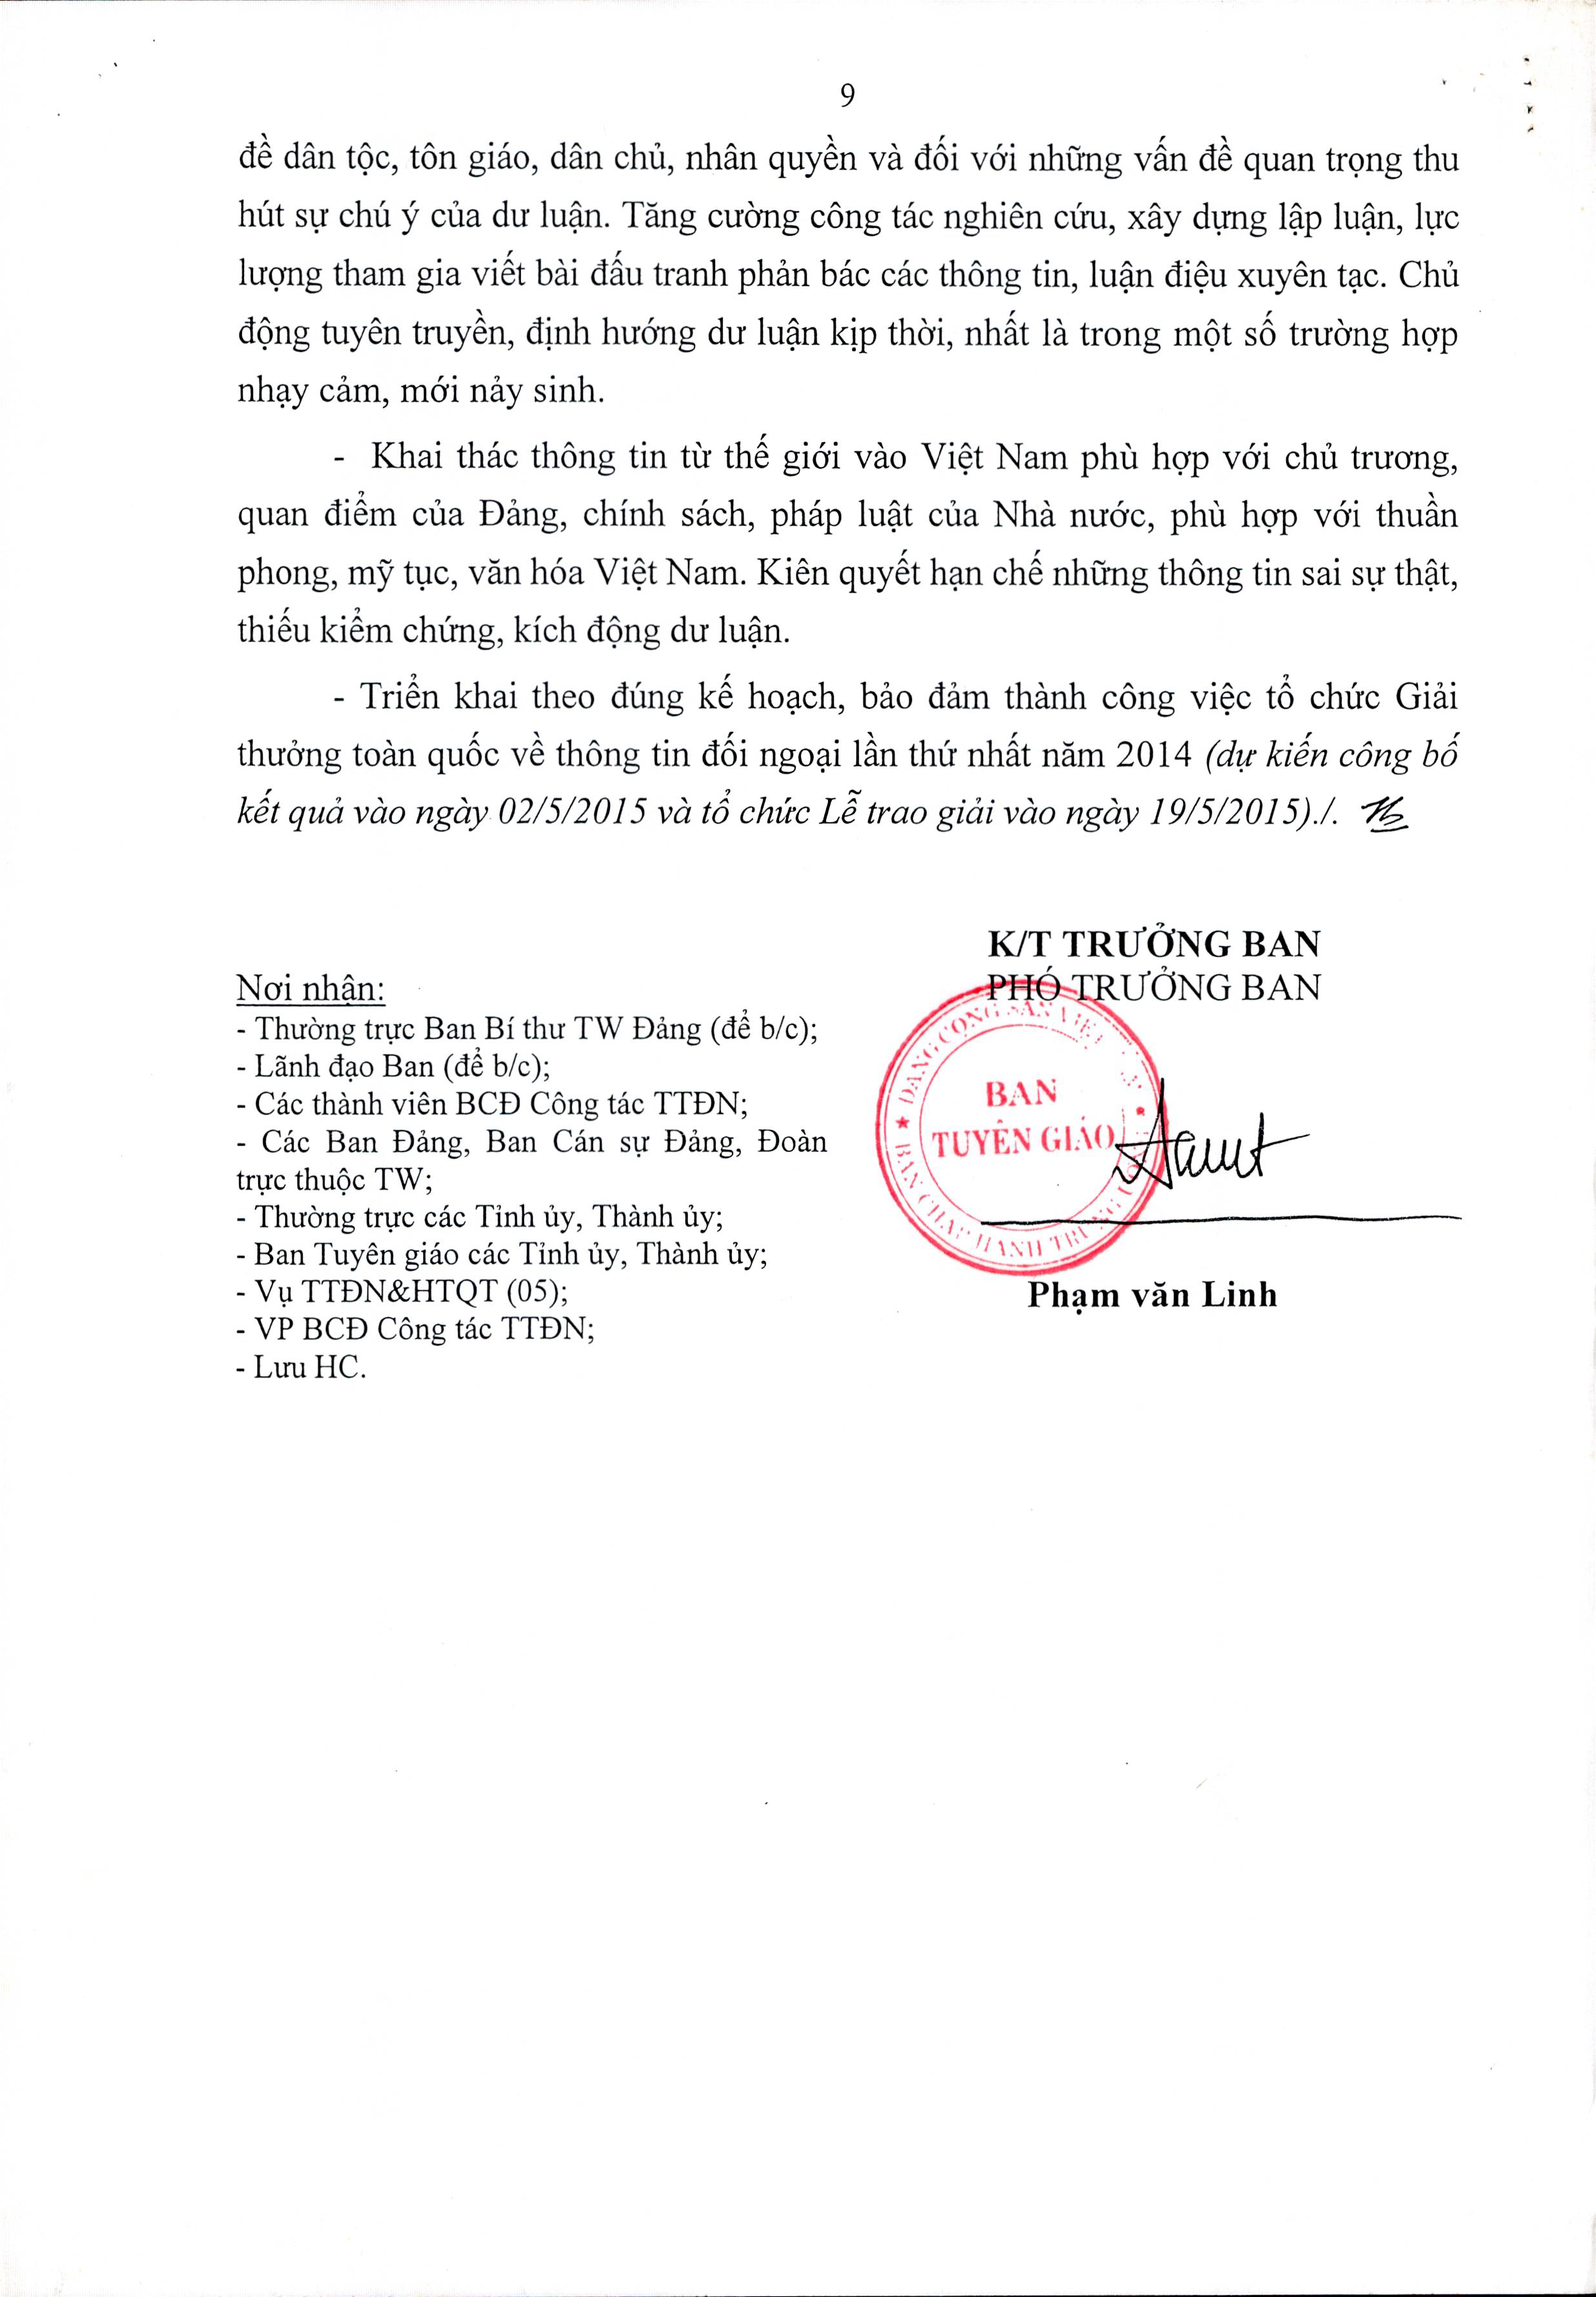 9
đề dân tộc, tôn giáo, dân chủ, nhân quyền và đối với những vấn đề quan trọng thu
hút sự chú ý của dư luận. Tăng cường công tác nghiên cứu, xây dựng lập luận, lực
lượng tham gia viết bài đấu tranh phản bác các thông tin, luận điệu xuyên tạc. Chủ
động tuyên truyền, định hướng dư luận kịp thời, nhất là trong một số trường hợp
nhạy cảm, mới nảy sinh.
- Khai thác thông tin từ thế giới vào Việt Nam phù hợp với chủ trương,
quan điểm của Đảng, chính sách, pháp luật của Nhà nước, phù hợp với thuần
phong, mỹ tục, văn hóa Việt Nam. Kiên quyết hạn chế những thông tin sai sự thật,
thiếu kiểm chứng, kích động dư luận.
- Triển khai theo đúng kế hoạch, bảo đảm thành công việc tổ chức Giải
thưởng toàn quốc về thông tin đối ngoại lần thứ nhất năm 2014 (dự kiến công bố
kết quả vào ngày 02/5/2015 và tổ chức Lễ trao giải vào ngày 19/5/2015)./.
K/T TRƯỞNG BAN
PHÓ TRƯỞNG BAN
Nơi nhận:
- Thường trực Ban Bí thư TW Đảng (để b/c);
- Lãnh đạo Ban (để b/c);
- Các thành viên BCĐ Công tác TTĐN;
- Các Ban Đảng, Ban Cán sự Đảng, Đoàn
trực thuộc TW;
- Thường trực các Tỉnh ủy, Thành ủy;
- Ban Tuyên giáo các Tỉnh ủy, Thành ủy;
- Vụ TTĐN&HTQT (05);
- VP BCĐ Công tác TTĐN;
- Lưu HC.
ĐẢNG CỘNG SẢN VIỆT
BAN
TUYÊN GIÁO
BAN CHẤP HÀNH TRUNG ƯƠNG
Phạm văn Linh